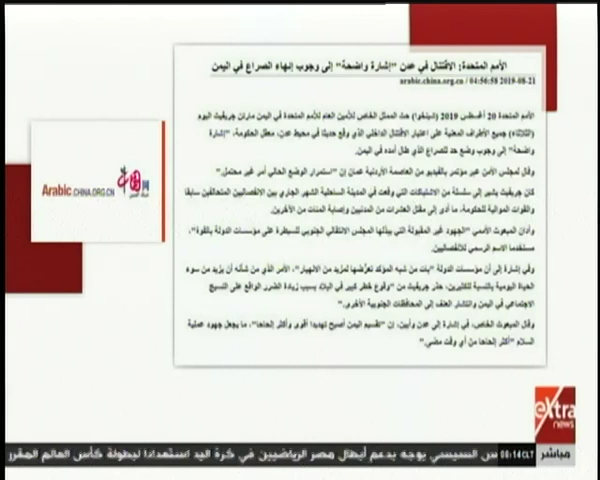 الأمم المتحدة: الاقتتال في عدن "إشارة واضحة" إلى وجوب إنهاء الصراع في اليمن
arabic.china.org.cn / 04:56:58 2019-08-21
الأمم المتحدة 20 أغسطس 2019 (شينخوا) حث الممثل الخاص للأمين العام للأمم المتحدة في اليمن مارتن جريفيث اليوم
(الثلاثاء) جميع الأطراف المعنية على اعتبار الاقتتال الداخلي الذي وقع حديثا في محيط عدن، معقل الحكومة، "إشارة
واضحة" إلى وجوب وضع حد للصراع الذي طال أمده في اليمن.
وقال لمجلس الأمن عبر مؤتمر بالفيديو من العاصمة الأردنية عمان إن "استمرار الوضع الحالي أمر غير محتمل."
كان جريفيث يشير إلى سلسلة من الاشتباكات التي وقعت في المدينة الساحلية الشهر الجاري بين الانفصاليين المتحالفين سابقا
والقوات الموالية للحكومة، ما أدى إلى مقتل العشرات من المدنيين وإصابة المئات من الآخرين.
وأدان المبعوث الأممي "الجهود غير المقبولة التي يبذلها المجلس الانتقالي الجنوبي للسيطرة على مؤسسات الدولة بالقوة"،
مستخدما الاسم الرسمي للانفصاليين.
وفي إشارة إلى أن مؤسسات الدولة "بات من شبه المؤكد تعرّضها لمزيد من الانهيار"، الأمر الذي من شأنه أن يزيد من سوء
الحياة اليومية بالنسبة للكثيرين، حذر جريفيث من "وقوع خطر كبير في البلاد بسبب زيادة الضرر الواقع على النسيج
الاجتماعي في اليمن وانتشار العنف إلى المحافظات الجنوبية الأخرى."
وقال المبعوث الخاص، في إشارة إلى عدن وأبين، إن "تقسيم اليمن أصبح تهديدا أقوى وأكثر إلحاحا"، ما يجعل جهود عملية
السلام "أكثر إلحاحا من أي وقت مضى."
Arabic.CHINA.ORG.CN
中国网
eXtra
news
مباشر
06:14 CLT
س السيسي يوجه بدعم أبطال مصر الرياضيين في كرة اليد استعدادا لبطولة كأس العالم المقرر